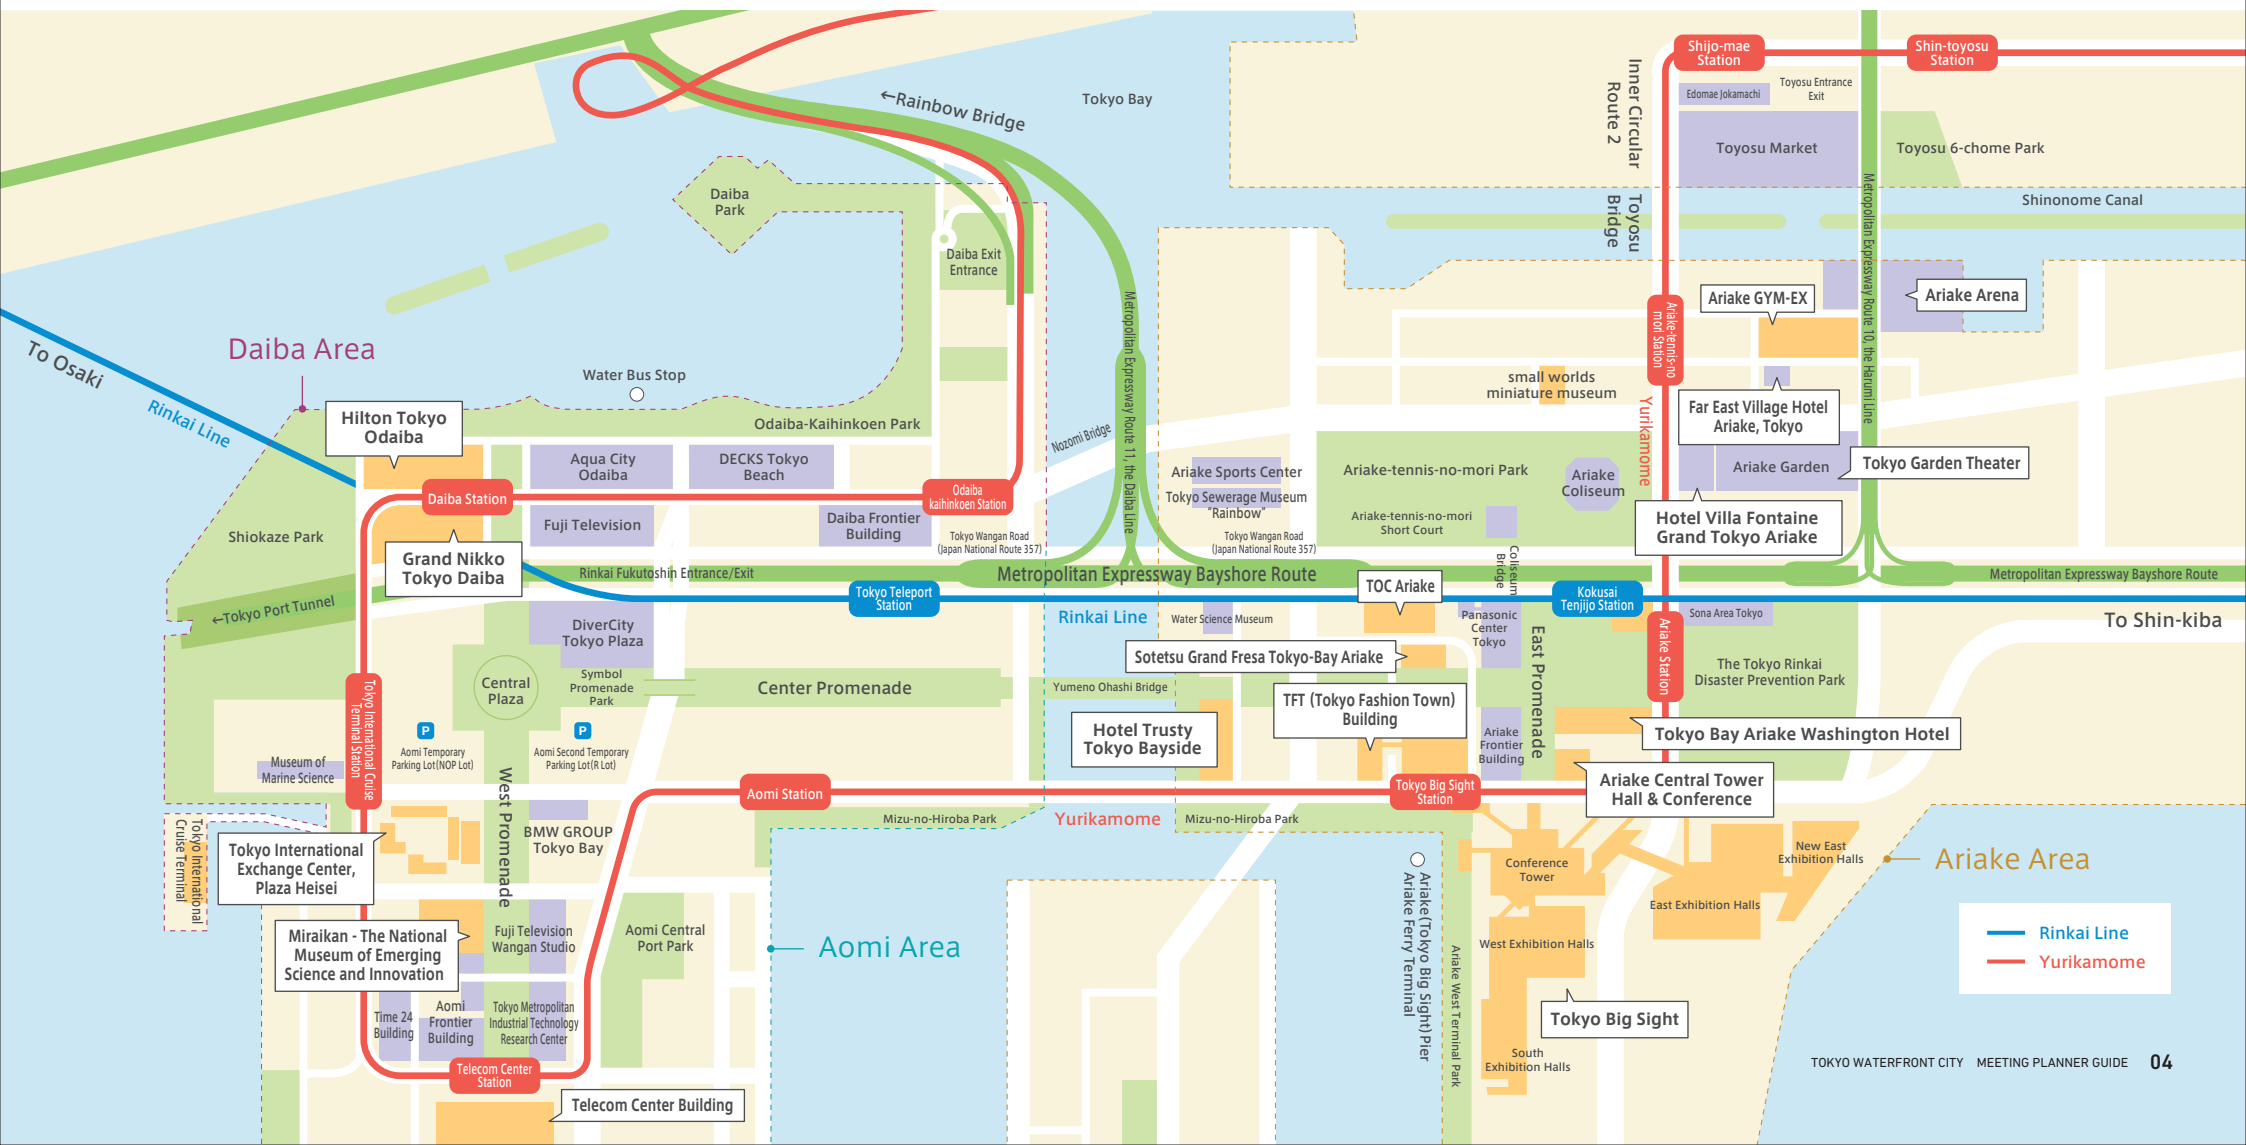 ←Rainbow Bridge
Tokyo Bay
Inner Circular
Route 2
Shijo-mae
Station
Shin-toyosu
Station
Edomae Jokamachi
Toyosu Entrance
Exit
Toyosu Market
Toyosu 6-chome Park
Daiba
Park
Toyosu
Bridge
Shinonome Canal
Metropolitan Expressway Route 10, the Harumi Line
Daiba Exit
Entrance
Metropolitan Expressway Route 11, the Daiba Line
Ariake-tennis-no
mori Station
Ariake GYM-EX
Ariake Arena
Daiba Area
To Osaki
Rinkai Line
Water Bus Stop
small worlds
miniature museum
Yurikamome
Far East Village Hotel
Ariake, Tokyo
Hilton Tokyo
Odaiba
Odaiba-Kaihinkoen Park
Nozomi Bridge
Aqua City
Odaiba
DECKS Tokyo
Beach
Ariake Sports Center
Tokyo Sewerage Museum
"Rainbow"
Ariake-tennis-no-mori Park
Ariake
Coliseum
Ariake Garden
Tokyo Garden Theater
Daiba Station
Odaiba
kaihinkoen Station
Fuji Television
Daiba Frontier
Building
Ariake-tennis-no-mori
Short Court
Hotel Villa Fontaine
Grand Tokyo Ariake
Shiokaze Park
Grand Nikko
Tokyo Daiba
Tokyo Wangan Road
(Japan National Route 357)
Tokyo Wangan Road
(Japan National Route 357)
Coliseum
Bridge
Rinkai Fukutoshin Entrance/Exit
Metropolitan Expressway Bayshore Route
Metropolitan Expressway Bayshore Route
TOC Ariake
←Tokyo Port Tunnel
Tokyo Teleport
Station
Kokusai
Tenjijo Station
Rinkai Line
Water Science Museum
Panasonic
Center
Tokyo
Sona Area Tokyo
To Shin-kiba
DiverCity
Tokyo Plaza
Sotetsu Grand Fresa Tokyo-Bay Ariake
East Promenade
Ariake Station
The Tokyo Rinkai
Disaster Prevention Park
Central
Plaza
Symbol
Promenade
Park
Center Promenade
Yumeno Ohashi Bridge
TFT (Tokyo Fashion Town)
Building
Tokyo International Cruise
Terminal Station
P
Aomi Temporary
Parking Lot(NOP Lot)
P
Aomi Second Temporary
Parking Lot(R Lot)
Hotel Trusty
Tokyo Bayside
Ariake
Frontier
Building
Tokyo Bay Ariake Washington Hotel
Museum of
Marine Science
West Promenade
Aomi Station
Tokyo Big Sight
Station
Ariake Central Tower
Hall & Conference
BMW GROUP
Tokyo Bay
Mizu-no-Hiroba Park
Yurikamome
Mizu-no-Hiroba Park
Tokyo International
Cruise Terminal
Tokyo International
Exchange Center,
Plaza Heisei
Conference
Tower
New East
Exhibition Halls
Ariake Area
Ariake(Tokyo Big Sight)Pier
Ariake Ferry Terminal
East Exhibition Halls
Miraikan - The National
Museum of Emerging
Science and Innovation
Fuji Television
Wangan Studio
Aomi Central
Port Park
Aomi Area
Ariake West Terminal Park
West Exhibition Halls
Rinkai Line
Yurikamome
Time 24
Building
Aomi
Frontier
Building
Tokyo Metropolitan
Industrial Technology
Research Center
Tokyo Big Sight
South
Exhibition Halls
Telecom Center
Station
Telecom Center Building
TOKYO WATERFRONT CITY MEETING PLANNER GUIDE 04